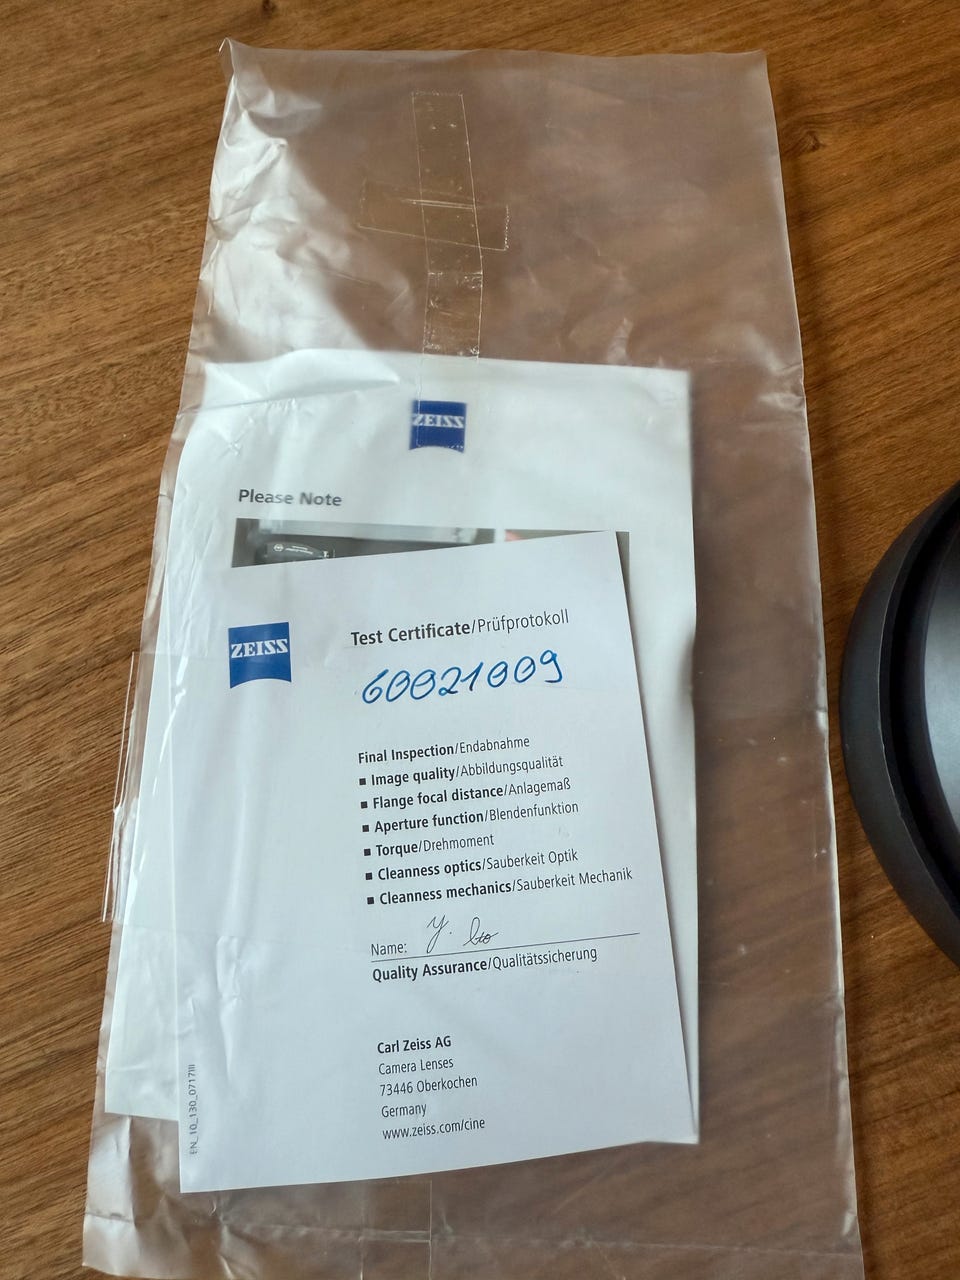 ZEISS
Please Note
ZEISS
Test Certificate/Prüfprotokoll
60021009
Final Inspection/Endabnahme
▪ Image quality/Abbildungsqualität
▪ Flange focal distance/Anlagemaß
▪ Aperture function/Blendenfunktion
▪ Torque/Drehmoment
▪ Cleanness optics/Sauberkeit Optik
▪ Cleanness mechanics/Sauberkeit Mechanik
Name: y.
Quality Assurance/Qualitätssicherung
Carl Zeiss AG
Camera Lenses
73446 Oberkochen
Germany
www.zeiss.com/cine
EN_10_130_0717III